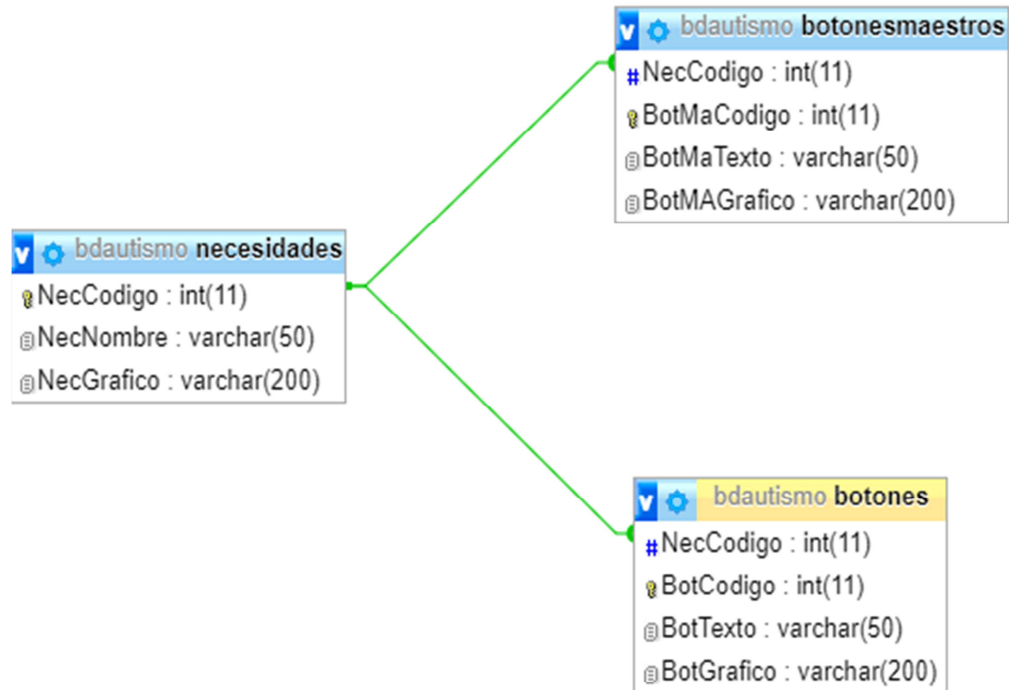 bdautismo botonesmaestros
# NecCodigo : int(11)
BotMaCodigo : int(11)
BotMaTexto : varchar(50)
BotMAGrafico : varchar(200)
bdautismo necesidades
NecCodigo : int(11)
NecNombre : varchar(50)
NecGrafico : varchar(200)
bdautismo botones
# NecCodigo : int(11)
BotCodigo : int(11)
BotTexto : varchar(50)
BotGrafico : varchar(200)